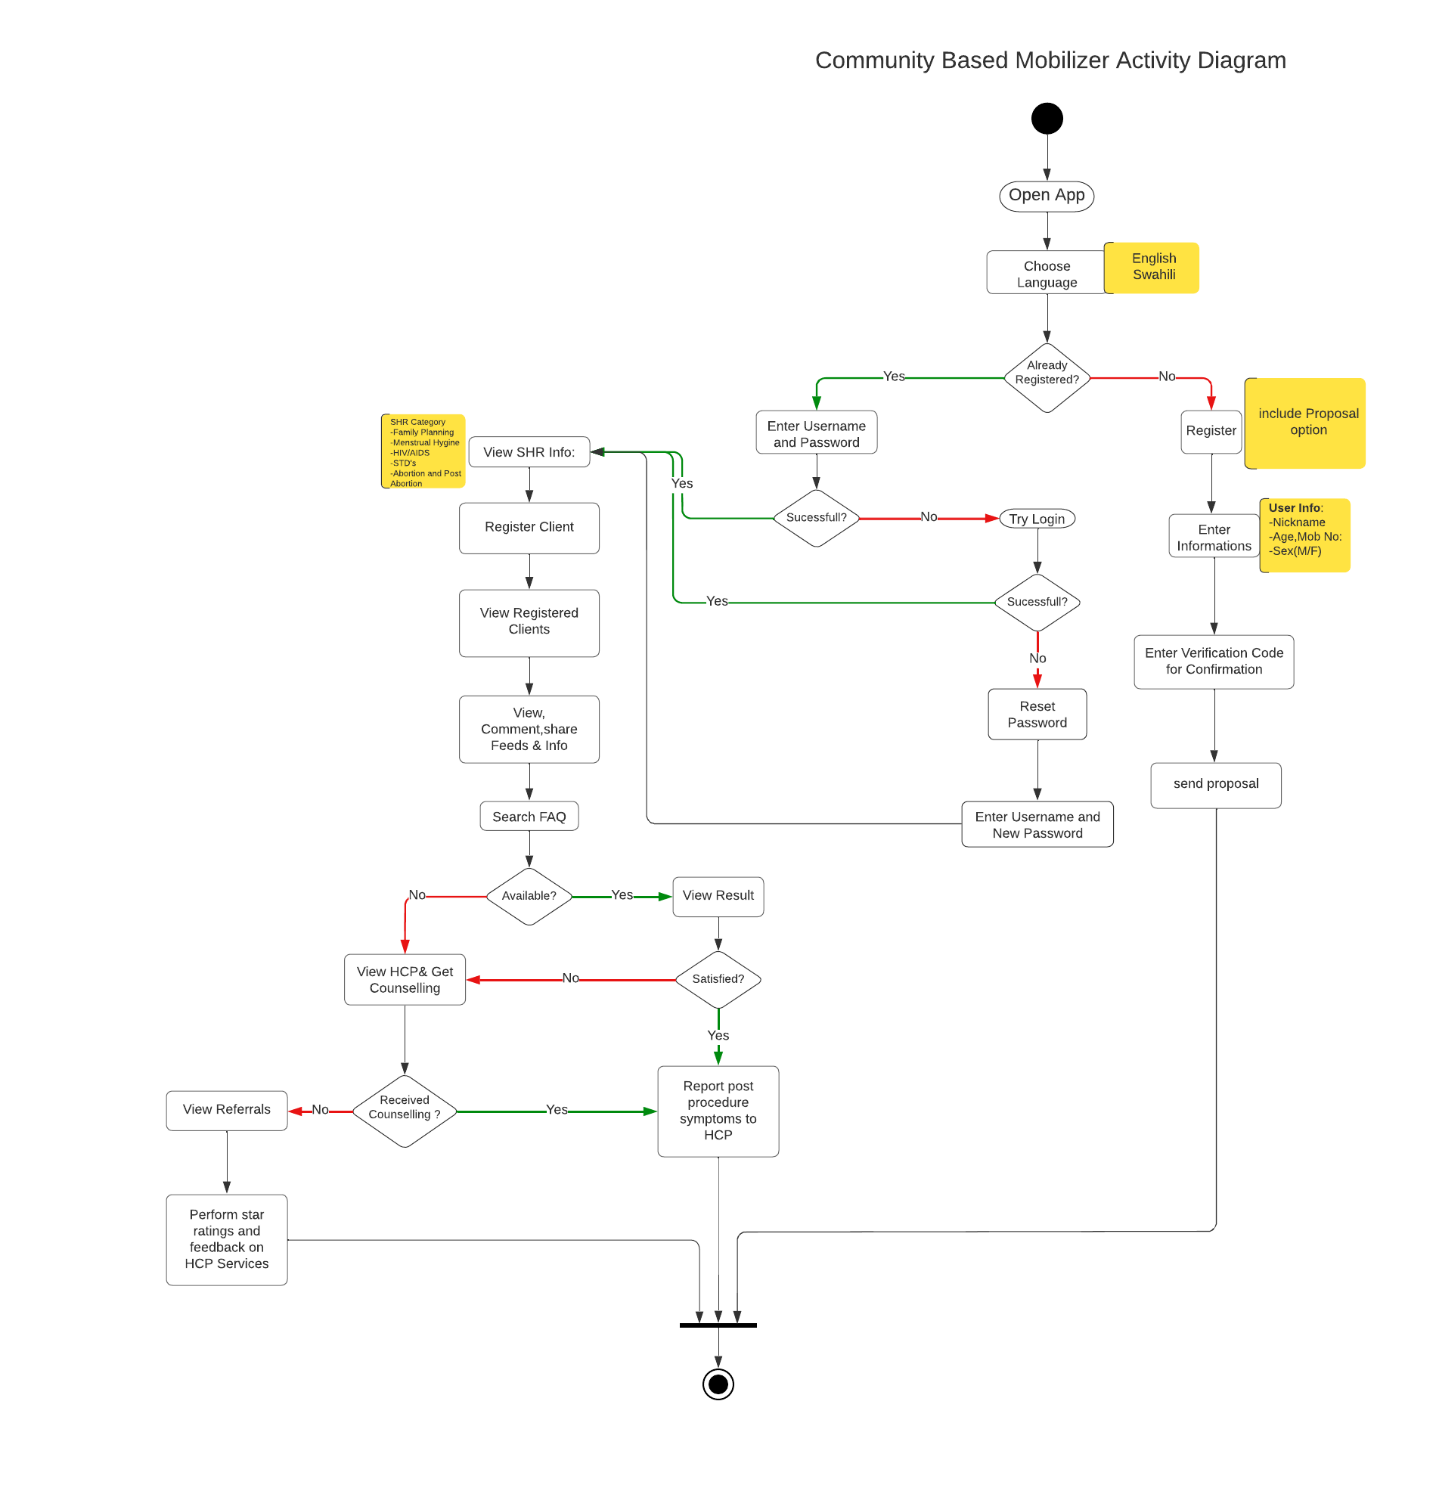 Community Based Mobilizer Activity Diagram
Open App
Choose
Language
English
Swahili
Already
Registered?
Yes
No
Enter Username
and Password
Register
include Proposal
option
SHR Category
-Family Planning
-Menstrual Hygine
-HIV/AIDS
-STD's
-Abortion and Post
Abortion
View SHR Info:
Yes
Sucessfull?
No
Try Login
Enter
Informations
User Info:
-Nickname
-Age,Mob No:
-Sex(M/F)
Register Client
Yes
Sucessfull?
No
View Registered
Clients
Enter Verification Code
for Confirmation
Reset
Password
View,
Comment,share
Feeds & Info
send proposal
Search FAQ
Enter Username and
New Password
No
Available?
Yes
View Result
View HCP& Get
Counselling
No
Satisfied?
Yes
Report post
procedure
symptoms to
HCP
View Referrals
No
Received
Counselling ?
Yes
Perform star
ratings and
feedback on
HCP Services